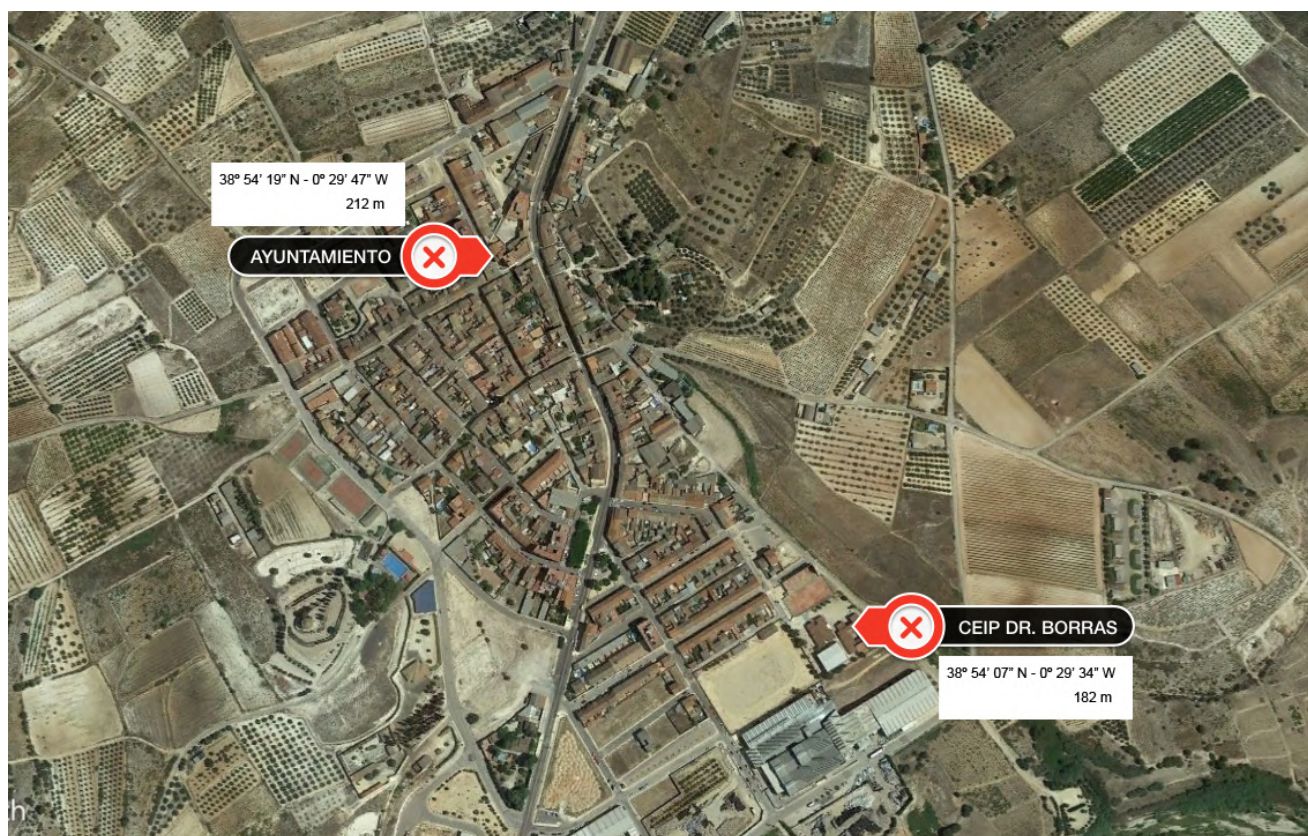 38º 54' 19" N - 0º 29' 47" W
212 m
AYUNTAMIENTO
CEIP DR. BORRAS
38º 54' 07" N - 0º 29' 34" W
182 m